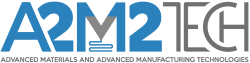 A2M2TECH
ADVANCED MATERIALS AND ADVANCED MANUFACTURING TECHNOLOGIES